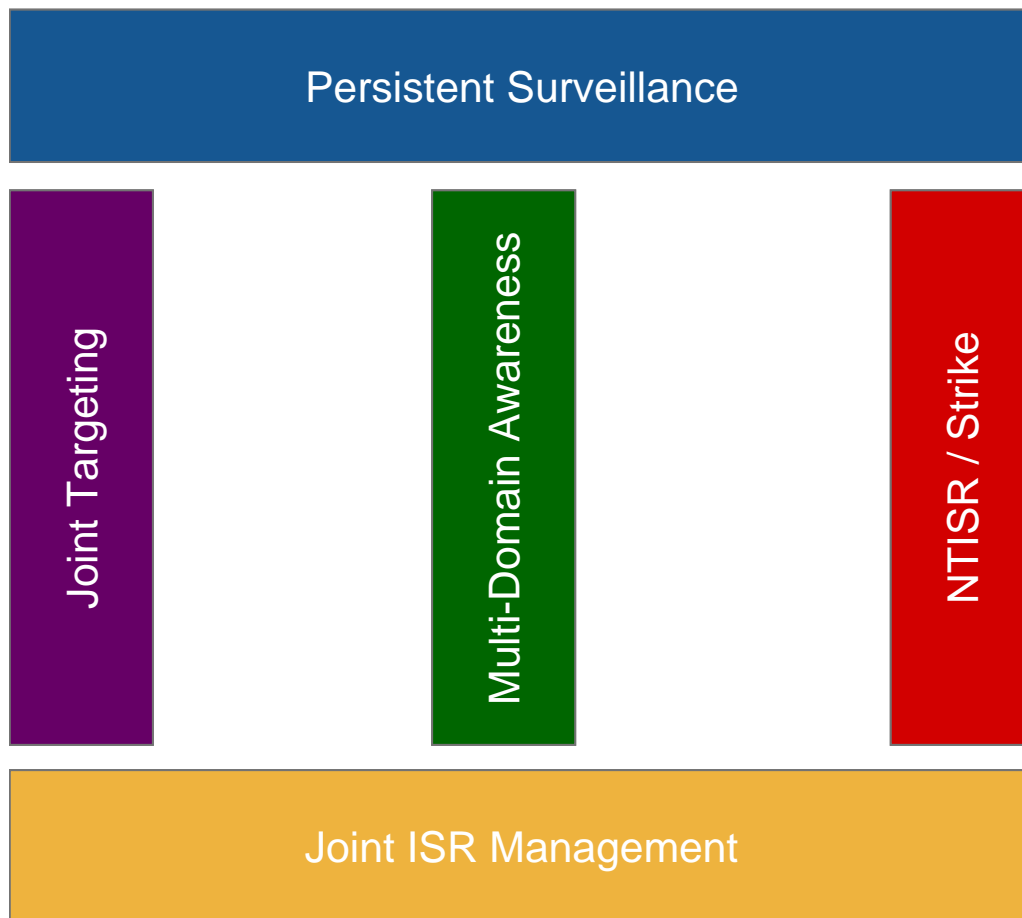 Persistent Surveillance
Joint Targeting
Multi-Domain Awareness
NTISR / Strike
Joint ISR Management